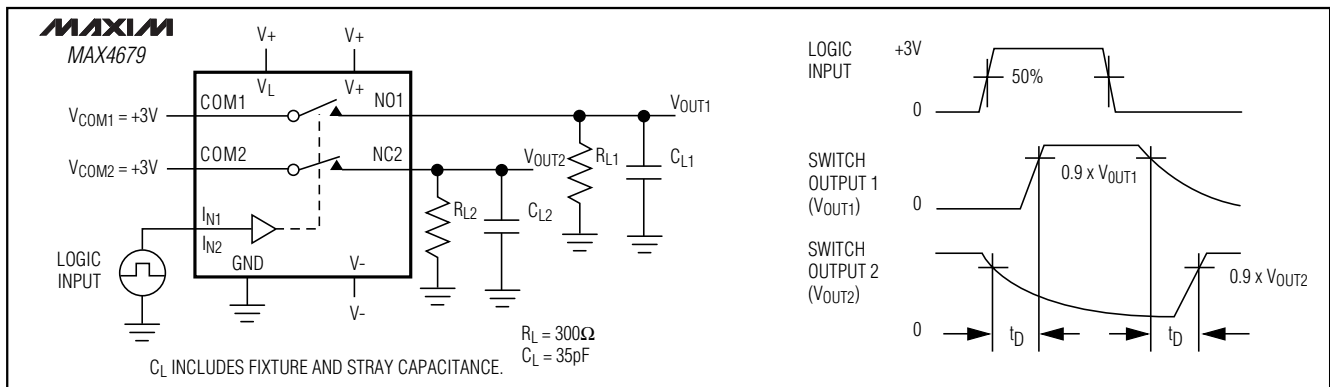 MAXIM
MAX4679
V+ V+
VL V+
COM1 NO1
VCOM1 = +3V
VOUT1
COM2 NC2
VCOM2 = +3V
VOUT2
RL1 CL1
RL2 CL2
IN1
IN2
LOGIC
INPUT
GND V-
V-
RL = 300Ω
CL = 35pF
CL INCLUDES FIXTURE AND STRAY CAPACITANCE.
LOGIC
INPUT
+3V
50%
0
SWITCH
OUTPUT 1
(VOUT1)
0.9 x VOUT1
0
SWITCH
OUTPUT 2
(VOUT2)
0.9 x VOUT2
0
tD tD